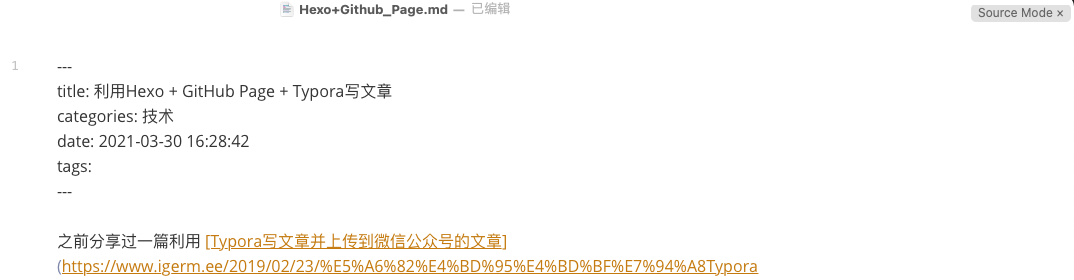 Hexo+Github_Page.md — 已编辑
Source Mode ×
1
---
title: 利用Hexo + GitHub Page + Typora写文章
categories: 技术
date: 2021-03-30 16:28:42
tags:
---
之前分享过一篇利用 [Typora写文章并上传到微信公众号的文章]
(https://www.igerm.ee/2019/02/23/%E5%A6%82%E4%BD%95%E4%BD%BF%E7%94%A8Typora